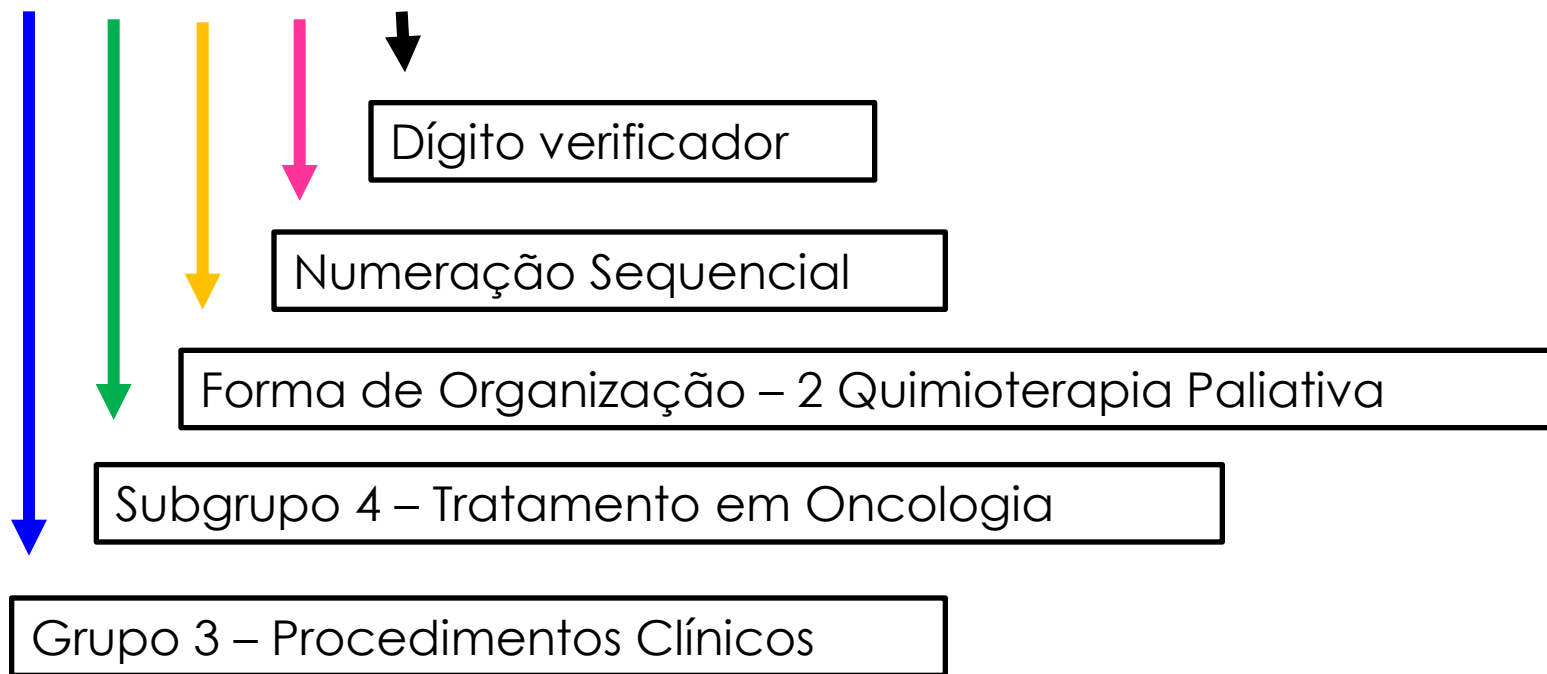 Dígito verificador
Numeração Sequencial
Forma de Organização – 2 Quimioterapia Paliativa
Subgrupo 4 – Tratamento em Oncologia
Grupo 3 – Procedimentos Clínicos